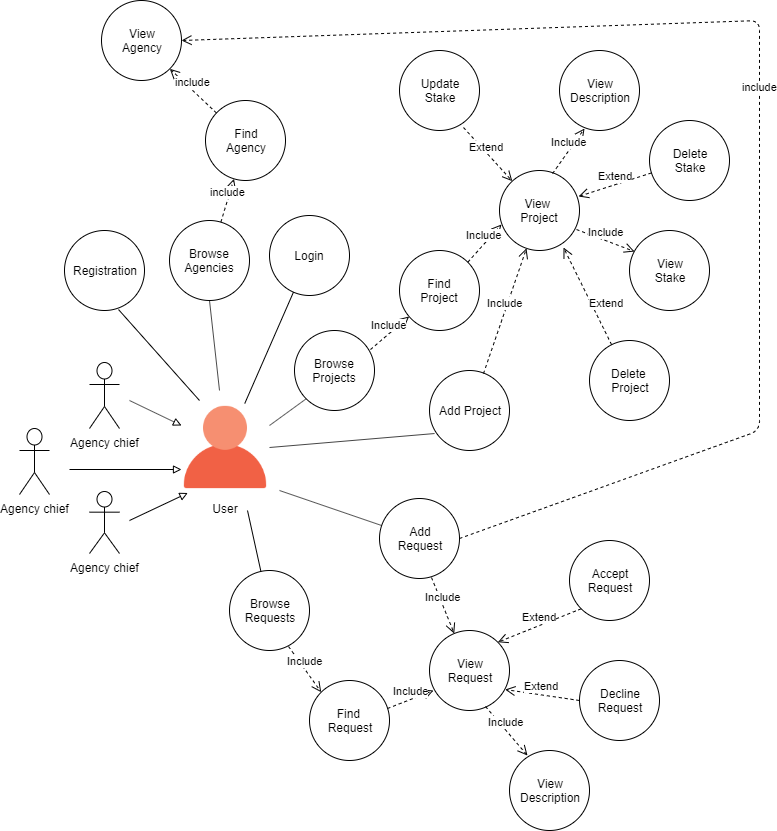 View
Agency
include
include
Find
Agency
include
Update
Stake
View
Description
Extend
Include
Delete
Stake
Extend
View
Project
Include
Include
View
Stake
Registration
Browse
Agencies
Login
Find
Project
Include
Extend
Include
Browse
Projects
Delete
Project
Add Project
Agency chief
Agency chief
User
Agency chief
Add
Request
Include
Accept
Request
Browse
Requests
Extend
Include
View
Request
Extend
Include
Decline
Request
Find
Request
Include
View
Description